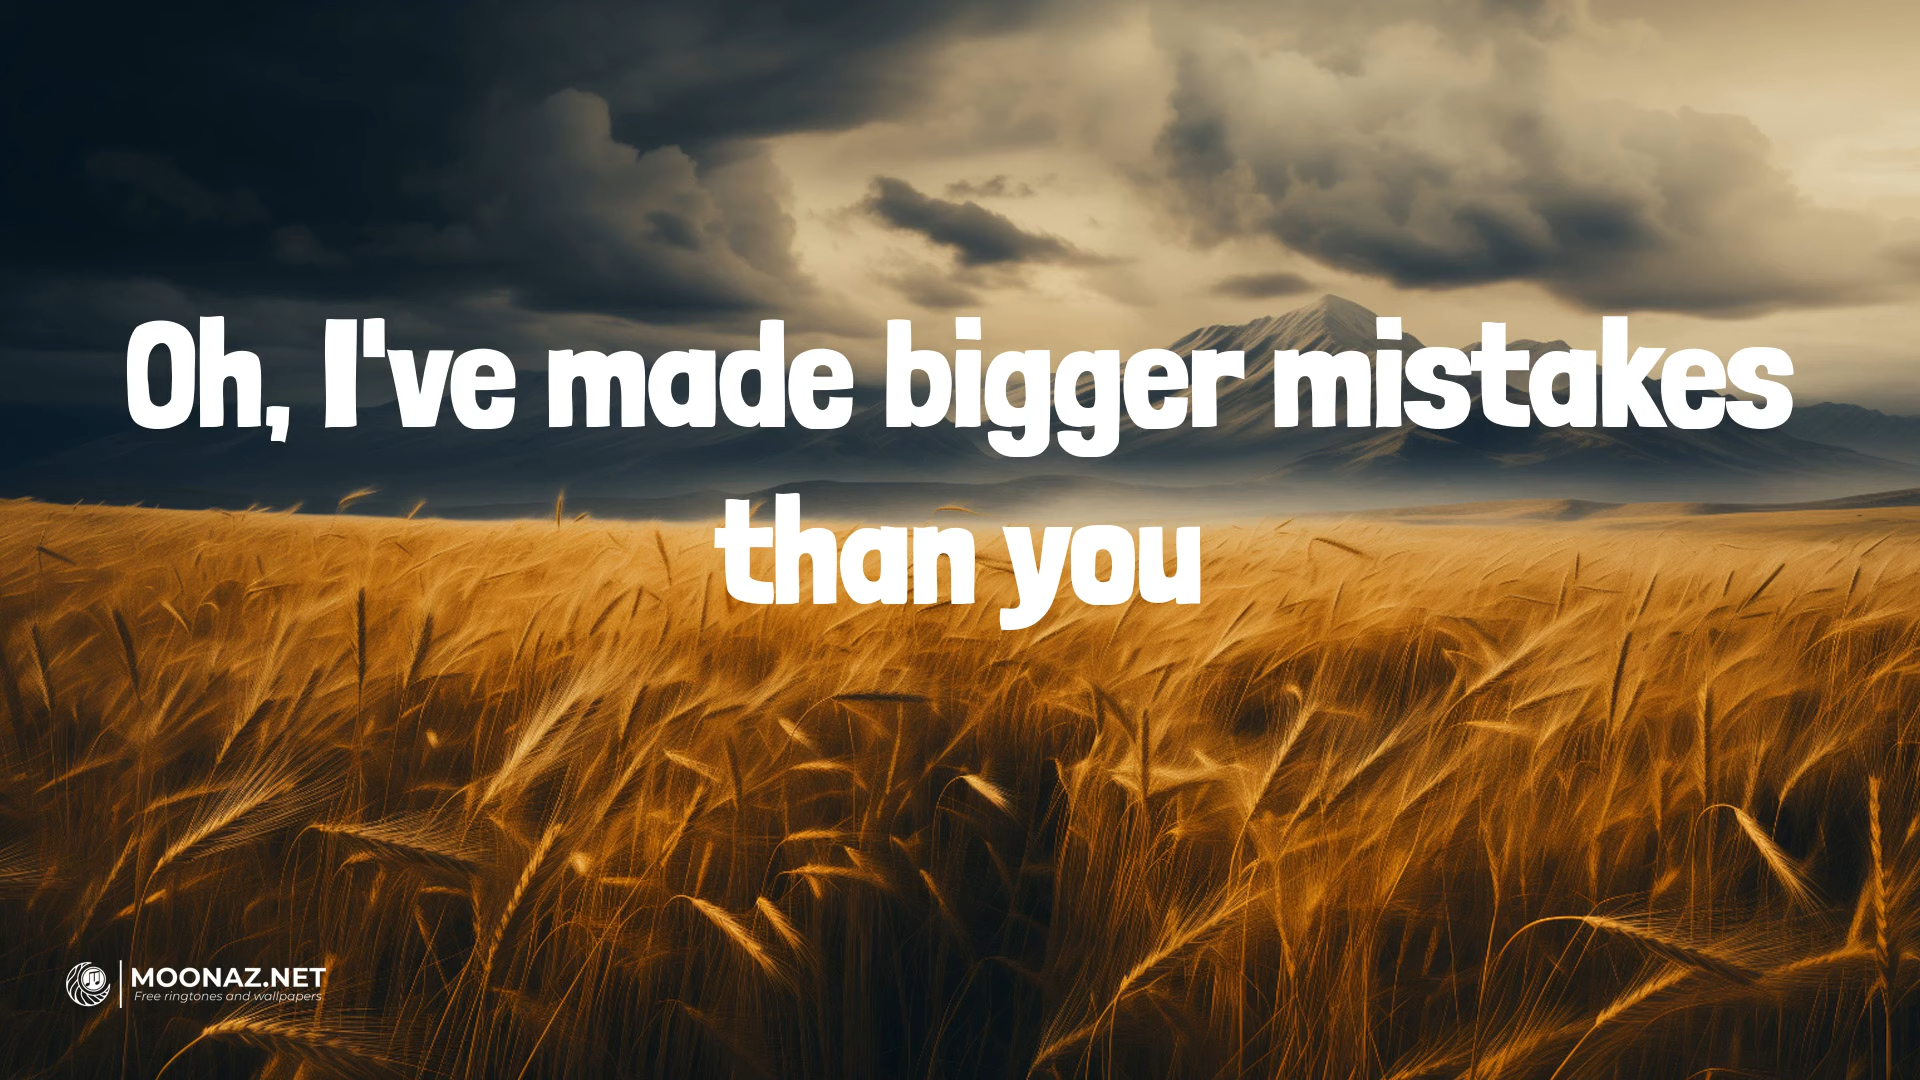 Oh, I've made bigger mistakes
than you
MOONAZ.NET
Free ringtones and wallpapers